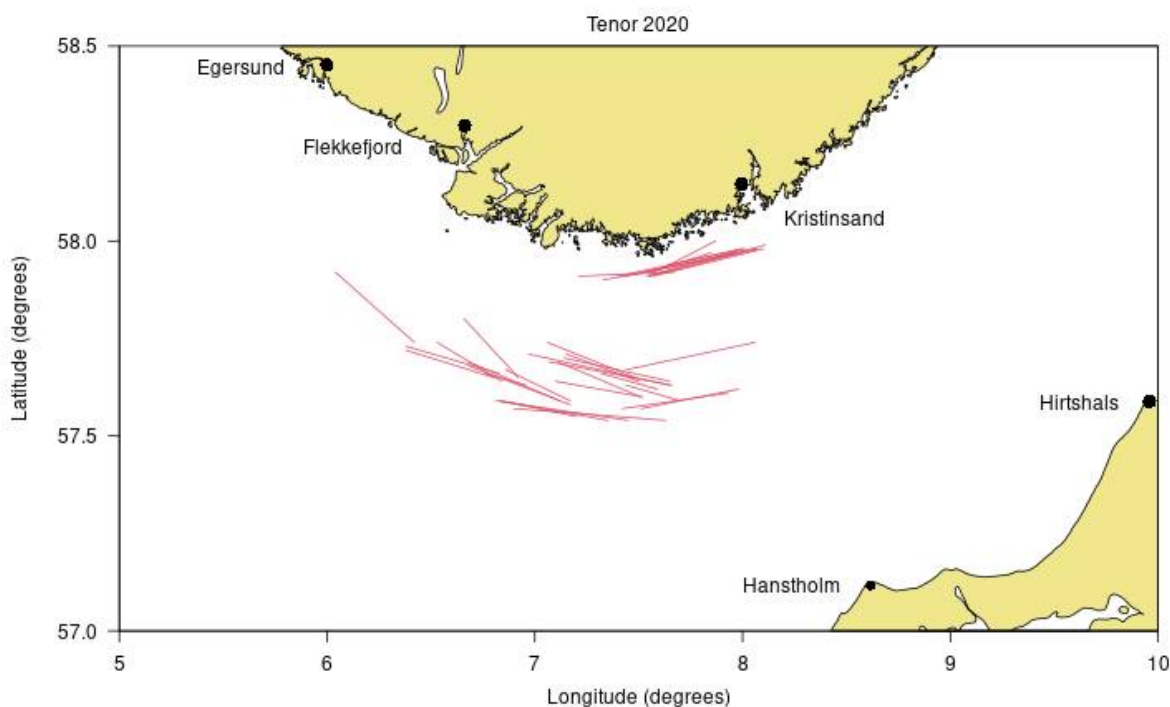 Tenor 2020
58.5
Egersund
Flekkefjord
Kristinsand
58.0
Latitude (degrees)
Hirtshals
57.5
Hanstholm
57.0
5 6 7 8 9 10
Longitude (degrees)